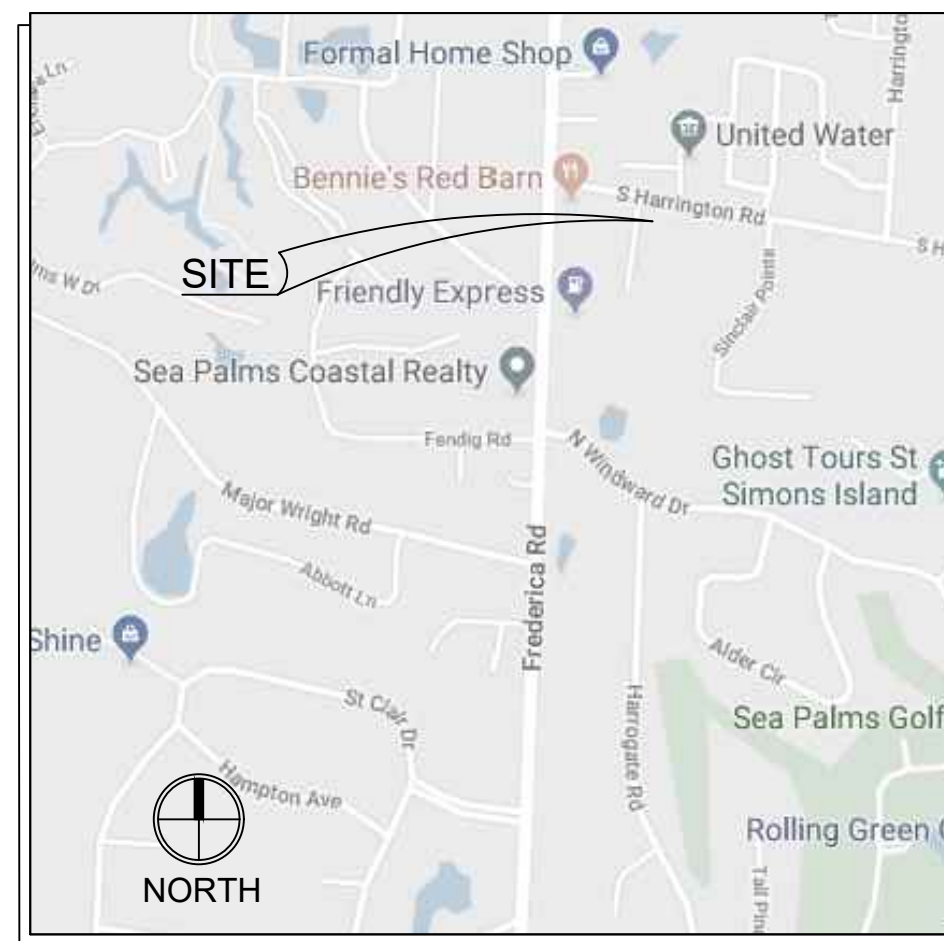 Formal Home Shop
United Water
Bennie's Red Barn
S Harrington Rd
SITE
Friendly Express
Sinclair Pointe
Sea Palms Coastal Realty
Fendig Rd
N Windward Dr
Ghost Tours St
Simons Island
Major Wright Rd
Abbott Ln
Frederica Rd
Shine
Alder Cir
St Clair Dr
Harrogate Rd
Sea Palms Golf
Hampton Ave
Rolling Green
NORTH